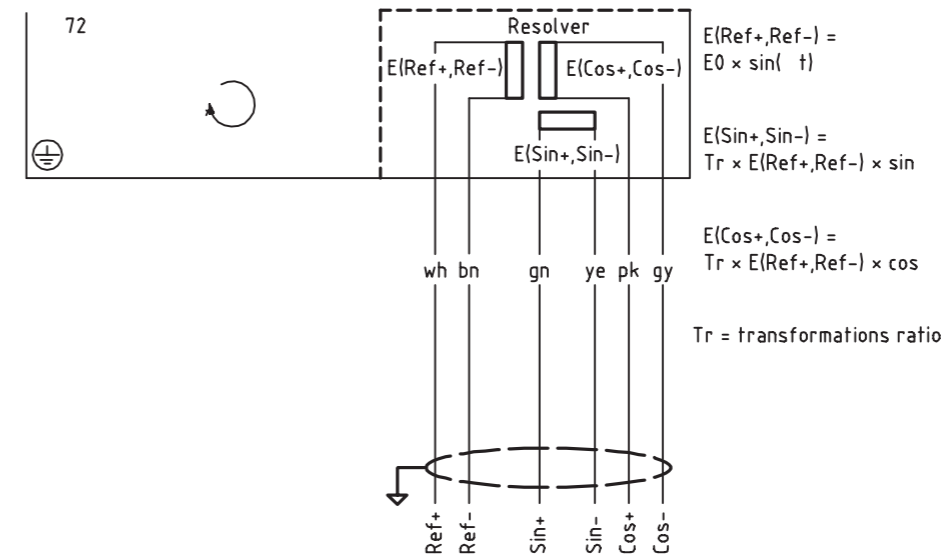 72
Resolver
E(Ref+,Ref-)
E(Cos+,Cos-)
E(Sin+,Sin-)
E(Ref+,Ref-) =
E0 × sin( t)
E(Sin+,Sin-) =
Tr × E(Ref+,Ref-) × sin
E(Cos+,Cos-) =
Tr × E(Ref+,Ref-) × cos
Tr = transformations ratio
wh bn gn ye pk gy
Ref+
Ref-
Sin+
Sin-
Cos+
Cos-